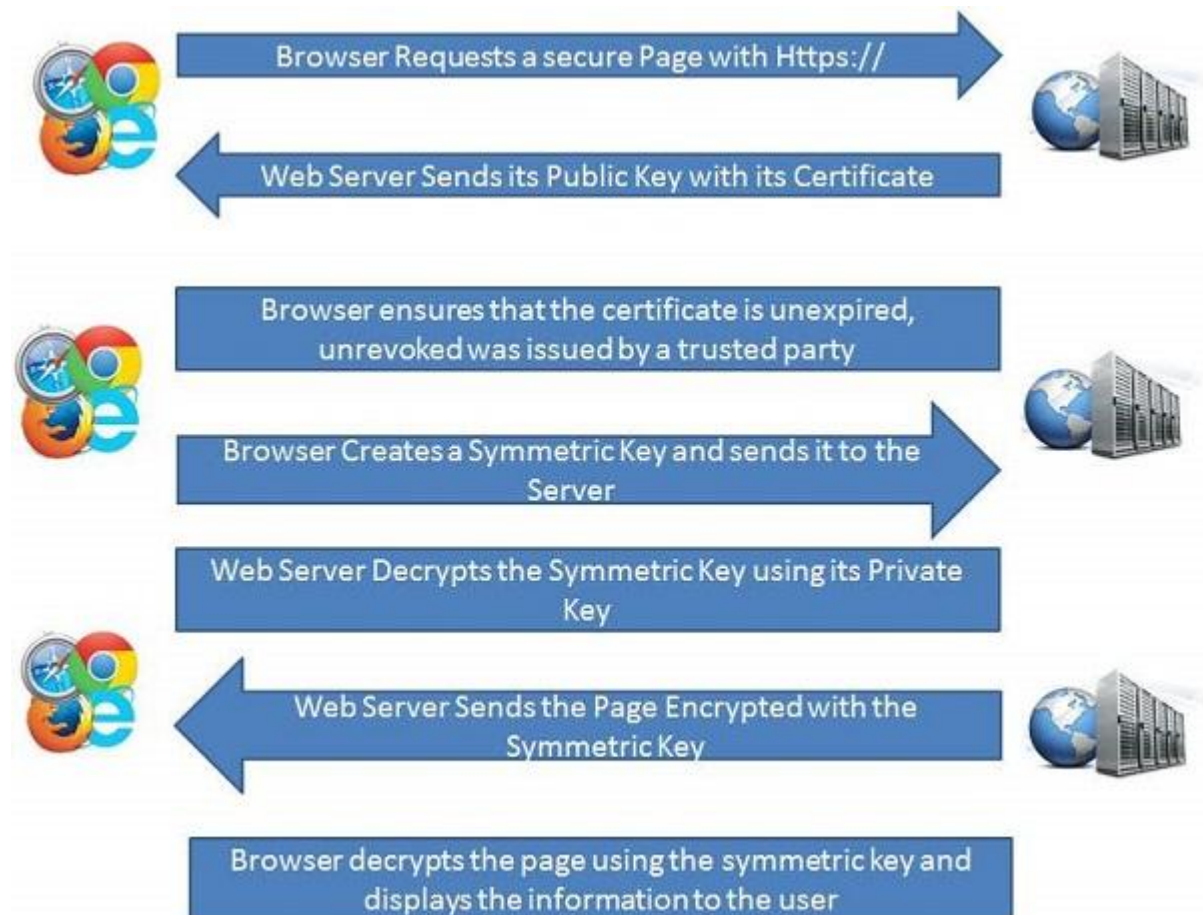 Browser Requests a secure Page with Https://
Web Server Sends its Public Key with its Certificate
Browser ensures that the certificate is unexpired,
unrevoked was issued by a trusted party
Browser Creates a Symmetric Key and sends it to the
Server
Web Server Decrypts the Symmetric Key using its Private
Key
Web Server Sends the Page Encrypted with the
Symmetric Key
Browser decrypts the page using the symmetric key and
displays the information to the user